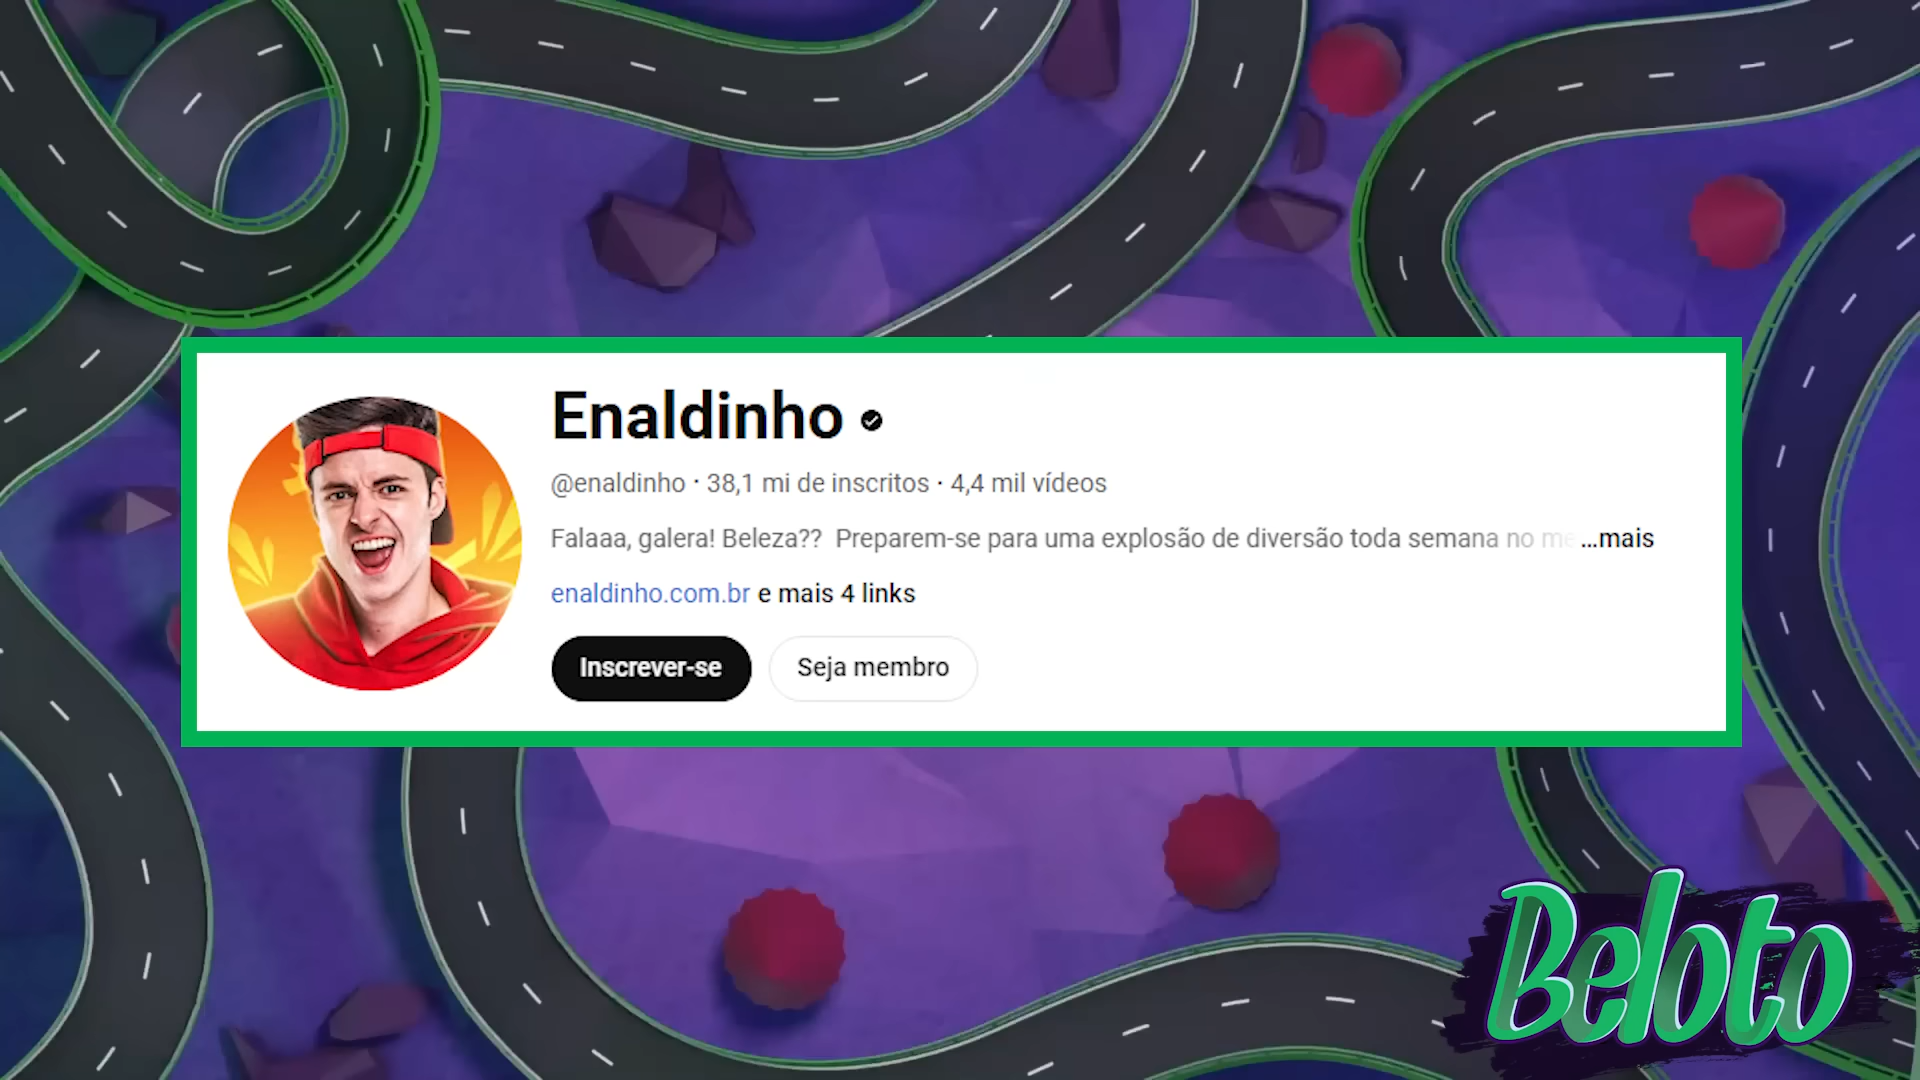 Enaldinho
@enaldinho · 38,1 mi de inscritos · 4,4 mil vídeos
Falaaa, galera! Beleza?? Preparem-se para uma explosão de diversão toda semana no me ...mais
enaldinho.com.br e mais 4 links
Inscrever-se Seja membro
Beloto